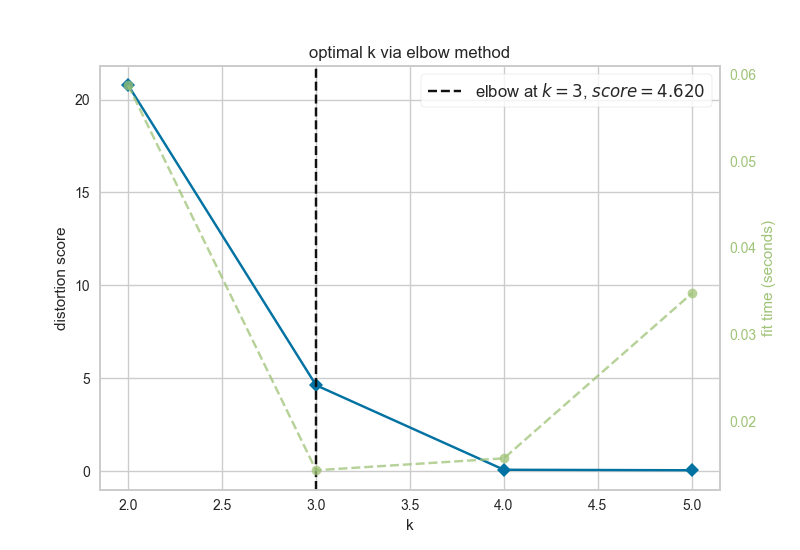 optimal k via elbow method
elbow at k = 3, score = 4.620
20
15
10
5
0
distortion score
0.06
0.05
0.04
0.03
0.02
fit time (seconds)
2.0 2.5 3.0 3.5 4.0 4.5 5.0
k